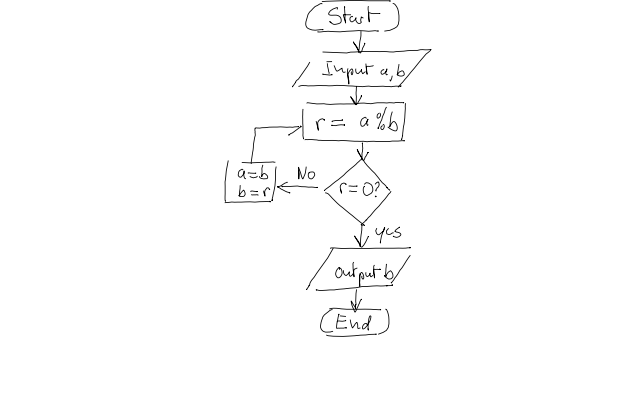 Start
Input a,b
r = a%b
a=b
b=r
No
r=0?
yes
output b
End